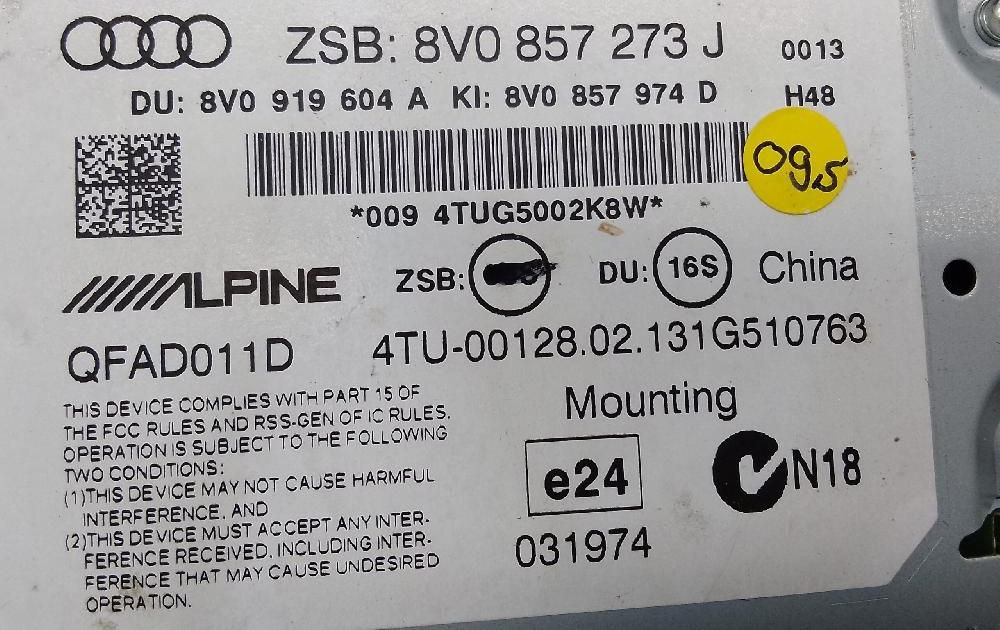 ZSB: 8V0 857 273 J 0013
DU: 8V0 919 604 A KI: 8V0 857 974 D H48
09,5
*009 4TUG5002K8W*
ALPINE ZSB: DU: 16S China
QFAD011D 4TU-00128.02.131G510763
THIS DEVICE COMPLIES WITH PART 15 OF
THE FCC RULES AND RSS-GEN OF IC RULES.
OPERATION IS SUBJECT TO THE FOLLOWING
TWO CONDITIONS:
(1)THIS DEVICE MAY NOT CAUSE HARMFUL
INTERFERENCE, AND
(2)THIS DEVICE MUST ACCEPT ANY INTER-
FERENCE RECEIVED, INCLUDING INTER-
FERENCE THAT MAY CAUSE UNDESIRED
OPERATION.
Mounting
e24 N18
031974